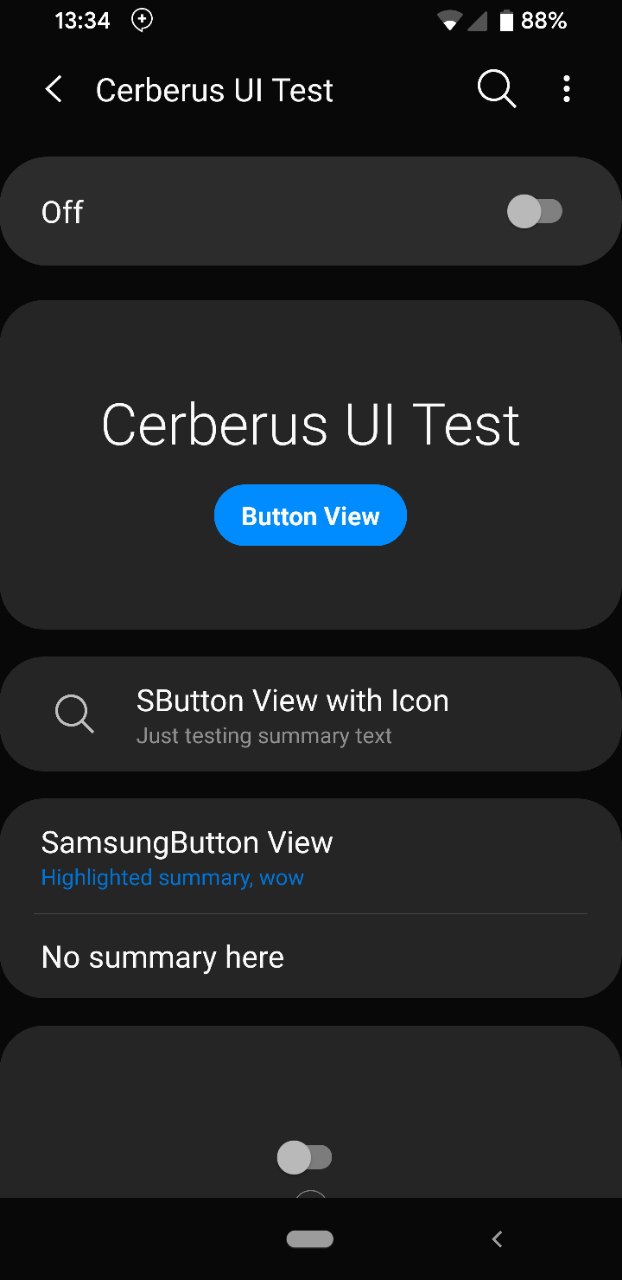 13:34
88%
Cerberus UI Test
Off
Cerberus UI Test
Button View
SButton View with Icon
Just testing summary text
SamsungButton View
Highlighted summary, wow
No summary here